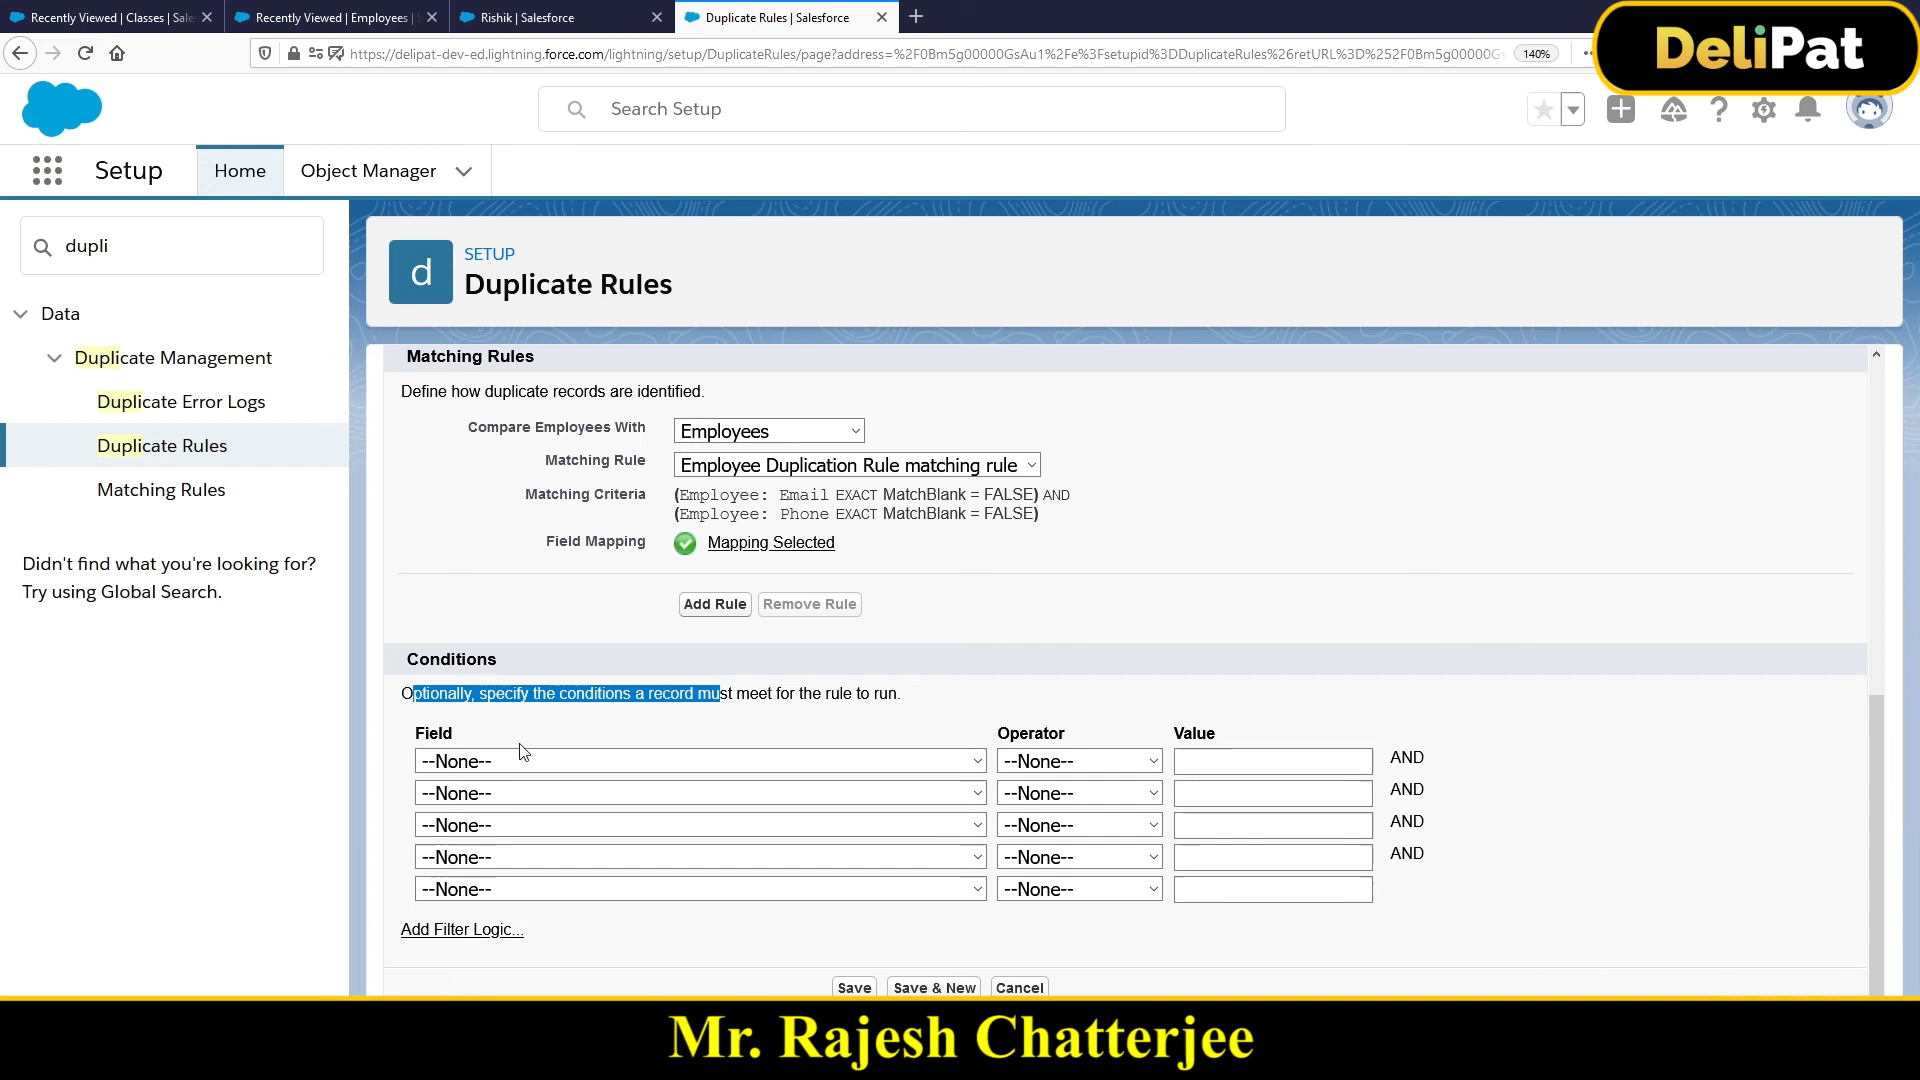 Recently Viewed | Classes | Sale
Recently Viewed | Employees |
Rishik | Salesforce
Duplicate Rules | Salesforce
https://delipat-dev-ed.lightning.force.com/lightning/setup/DuplicateRules/page?address=%2F0Bm5g00000GsAu1%2Fe%3Fsetupid%3DDuplicateRules%26retURL%3D%252F0Bm5g00000Gs
140%
DeliPat
Search Setup
Setup
Home
Object Manager
dupli
Data
Duplicate Management
Duplicate Error Logs
Duplicate Rules
Matching Rules
Didn't find what you're looking for?
Try using Global Search.
d
SETUP
Duplicate Rules
Matching Rules
Define how duplicate records are identified.
Compare Employees With Employees
Matching Rule Employee Duplication Rule matching rule
Matching Criteria (Employee: Email EXACT MatchBlank = FALSE) AND
(Employee: Phone EXACT MatchBlank = FALSE)
Field Mapping Mapping Selected
Add Rule Remove Rule
Conditions
Optionally, specify the conditions a record must meet for the rule to run.
Field Operator Value
--None-- --None-- AND
--None-- --None-- AND
--None-- --None-- AND
--None-- --None-- AND
--None-- --None--
Add Filter Logic...
Save Save & New Cancel
Mr. Rajesh Chatterjee